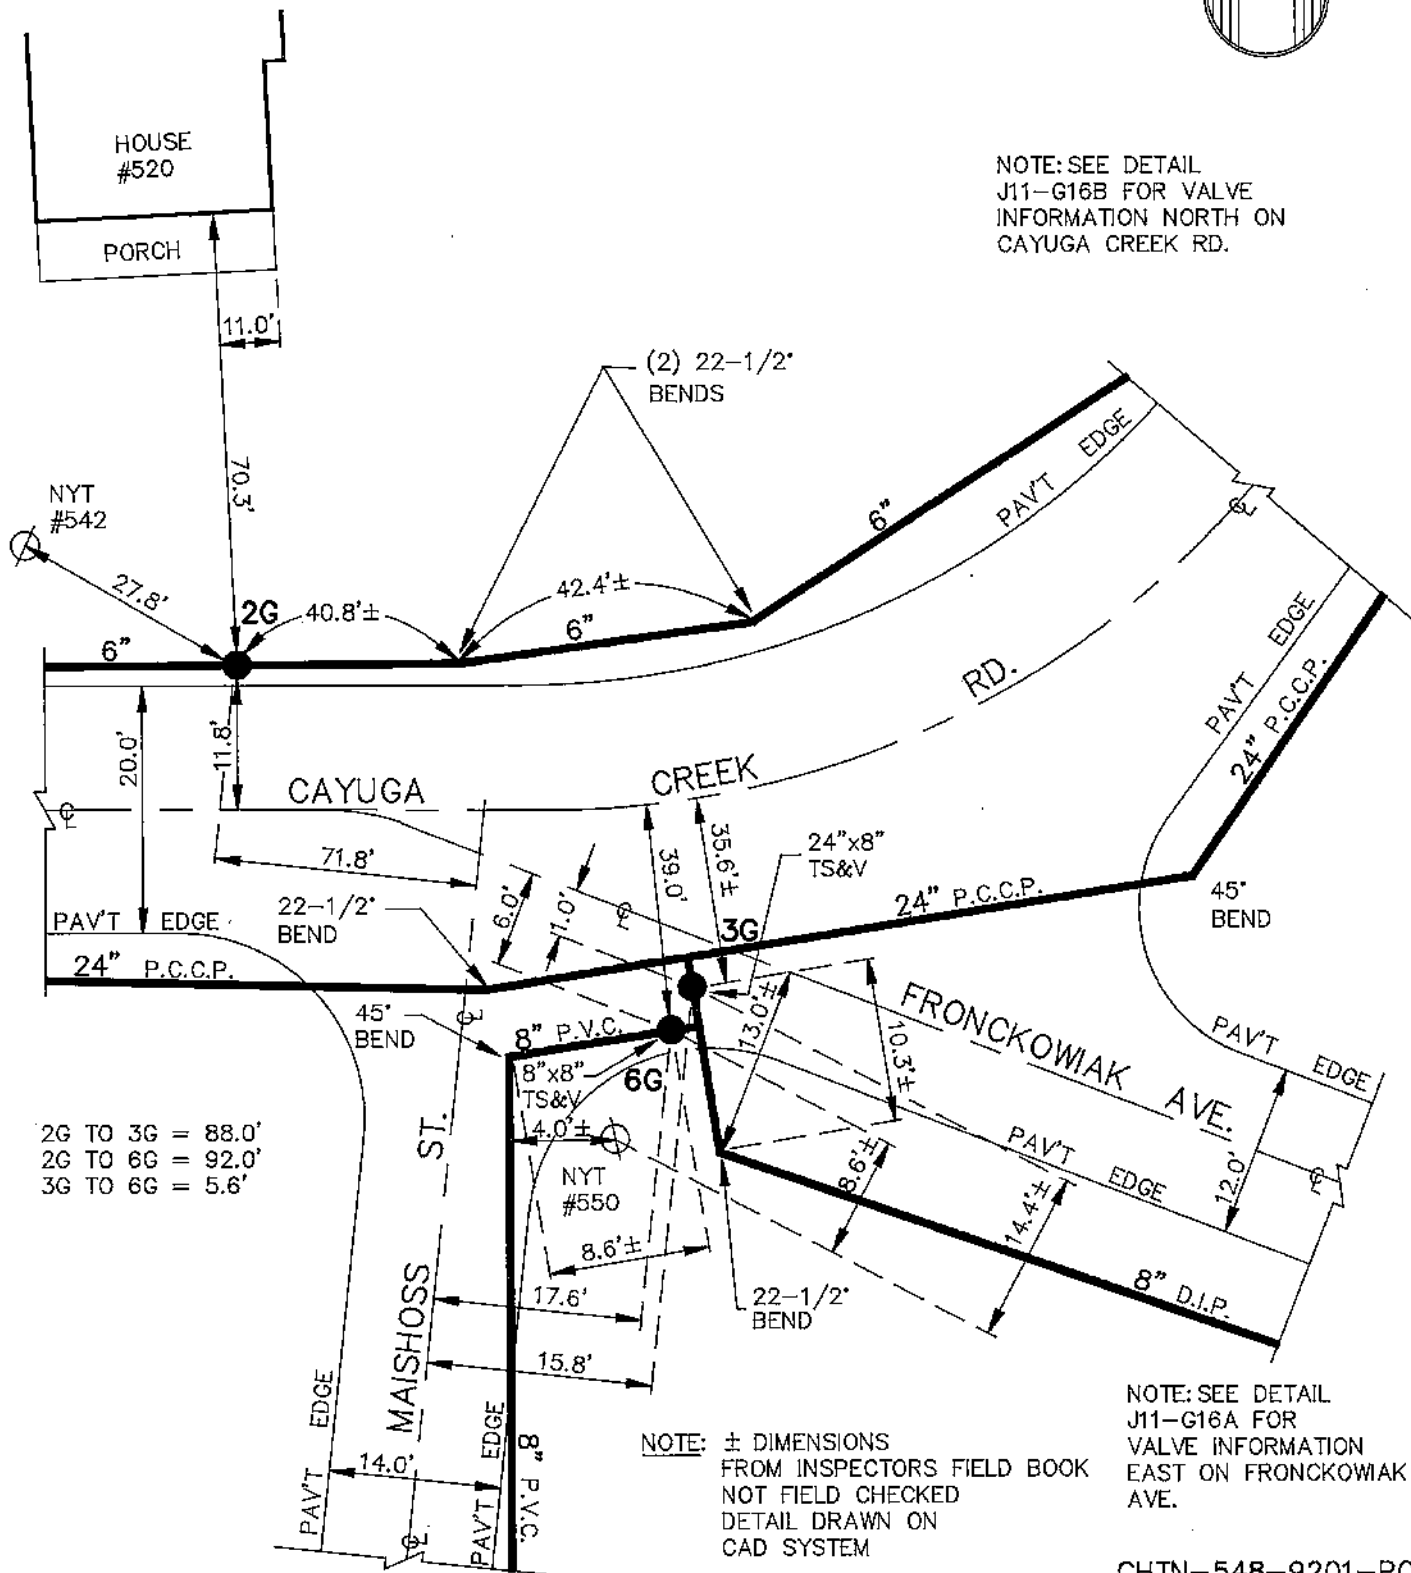 HOUSE
#520
PORCH
11.0'
70.3'
NOTE: SEE DETAIL
J11-G16B FOR VALVE
INFORMATION NORTH ON
CAYUGA CREEK RD.
(2) 22-1/2°
BENDS
NYT
#542
27.8'
2G
40.8'±
42.4'±
6"
6"
6"
PAV'T EDGE
℄
PAV'T EDGE
24" P.C.C.P.
20.0'
11.8'
℄
CAYUGA CREEK RD.
71.8'
39.0'
35.6'±
24"x8"
TS&V
6.0'
1.0'
℄
24" P.C.C.P.
45°
BEND
PAV'T EDGE
22-1/2°
BEND
3G
24" P.C.C.P.
45°
BEND
℄
8" P.V.C.
8"x8"
TS&V
6G
13.0'±
10.3'±
FRONCKOWIAK AVE.
PAV'T EDGE
PAV'T EDGE
12.0'
℄
2G TO 3G = 88.0'
2G TO 6G = 92.0'
3G TO 6G = 5.6'
4.0'±
NYT
#550
8.6'±
8.6'±
14.4'±
17.6'
15.8'
22-1/2°
BEND
8" D.I.P.
MAISHOSS ST.
PAV'T EDGE
14.0'
℄
PAV'T EDGE
8" P.V.C.
NOTE: ± DIMENSIONS
FROM INSPECTORS FIELD BOOK
NOT FIELD CHECKED
DETAIL DRAWN ON
CAD SYSTEM
NOTE: SEE DETAIL
J11-G16A FOR
VALVE INFORMATION
EAST ON FRONCKOWIAK
AVE.